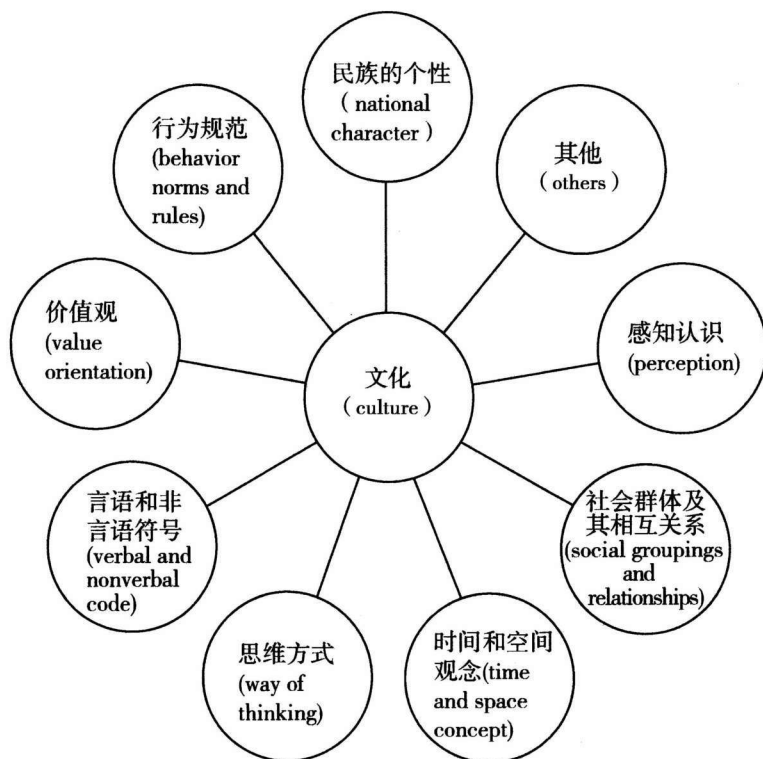 民族的个性
（national
character）
行为规范
(behavior
norms and
rules)
其他
（others）
价值观
(value
orientation)
感知认识
(perception)
文化
（culture）
言语和非
言语符号
(verbal and
nonverbal
code)
社会群体及
其相互关系
(social groupings
and
relationships)
思维方式
(way of
thinking)
时间和空间
观念(time
and space
concept)